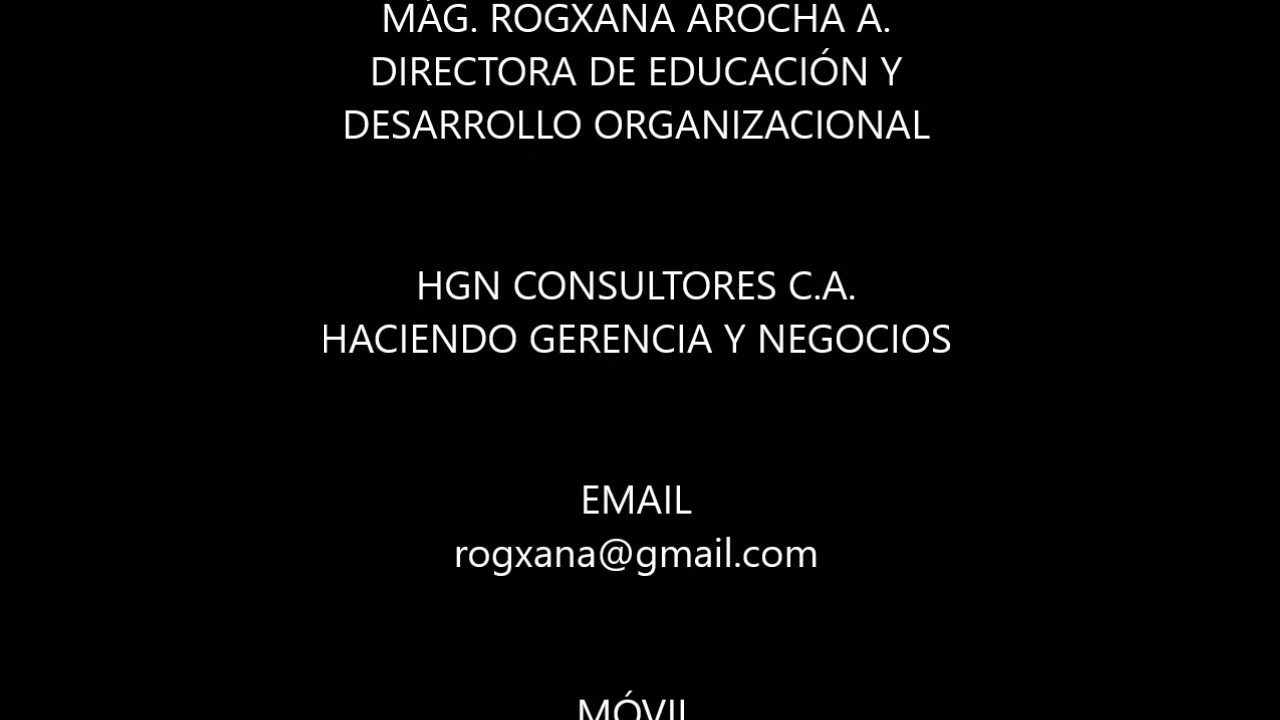 MÁG. ROGXANA AROCHA A.
DIRECTORA DE EDUCACIÓN Y
DESARROLLO ORGANIZACIONAL
HGN CONSULTORES C.A.
HACIENDO GERENCIA Y NEGOCIOS
EMAIL
rogxana@gmail.com
MÓVIL